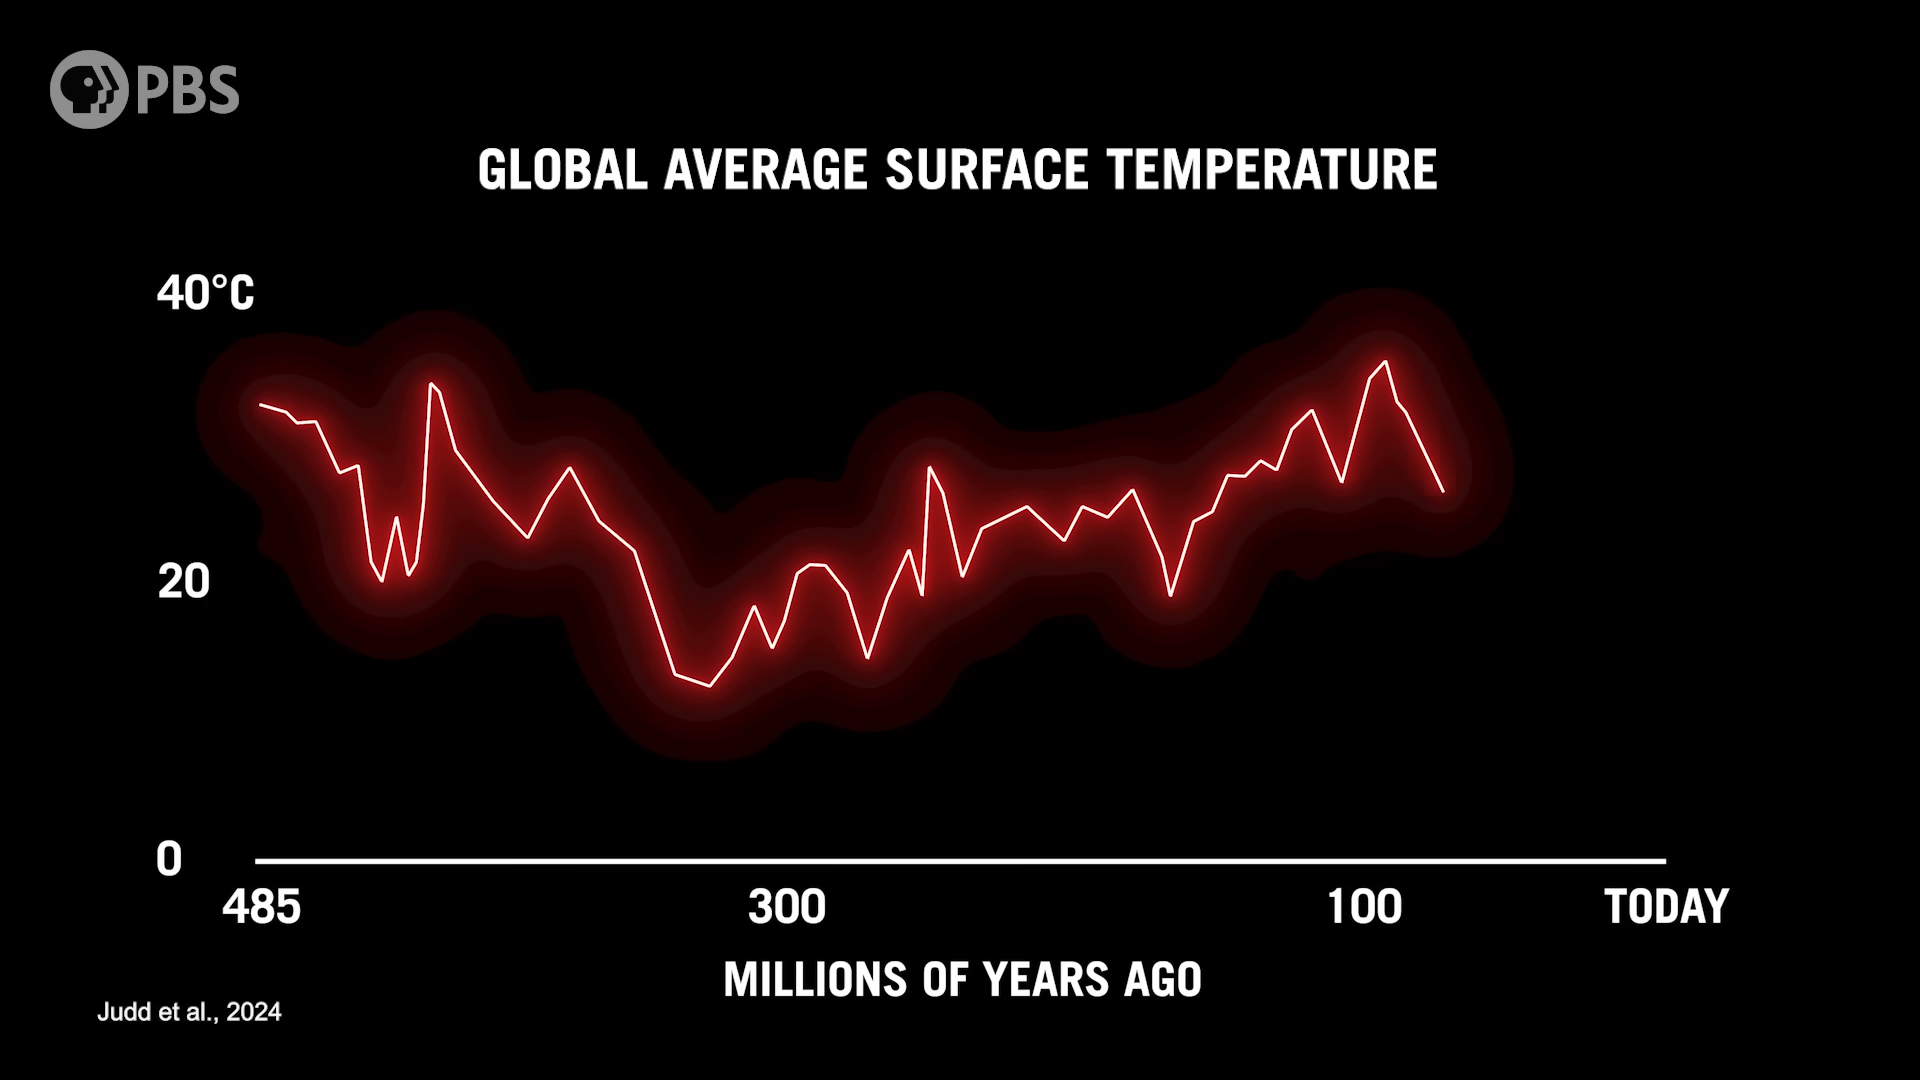 PBS
GLOBAL AVERAGE SURFACE TEMPERATURE
40°C
20
0
485 300 100 TODAY
MILLIONS OF YEARS AGO
Judd et al., 2024